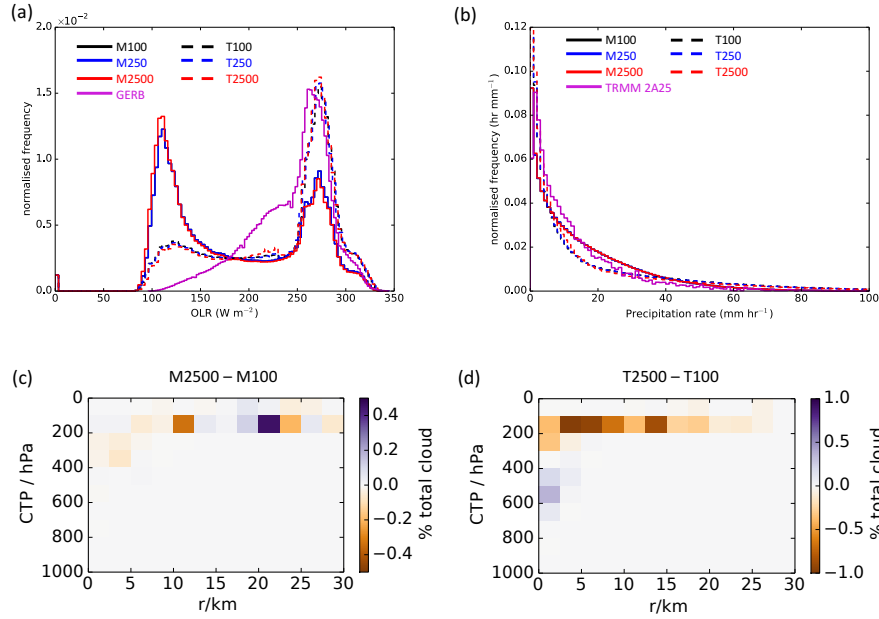 (a)
2.0 ×10⁻²
M100 T100
M250 T250
M2500 T2500
GERB
1.5
1.0
0.5
0.0
normalised frequency
0 50 100 150 200 250 300 350
OLR (W m⁻²)
(b)
0.12
M100 T100
M250 T250
M2500 T2500
TRMM 2A25
0.10
0.08
0.06
0.04
0.02
0.00
normalised frequency (hr mm⁻¹)
0 20 40 60 80 100
Precipitation rate (mm hr⁻¹)
(c)
M2500 – M100
0
200
400
600
800
1000
CTP / hPa
0 5 10 15 20 25 30
r/km
0.4
0.2
0.0
−0.2
−0.4
% total cloud
(d)
T2500 – T100
0
200
400
600
800
1000
CTP / hPa
0 5 10 15 20 25 30
r/km
1.0
0.5
0.0
−0.5
−1.0
% total cloud